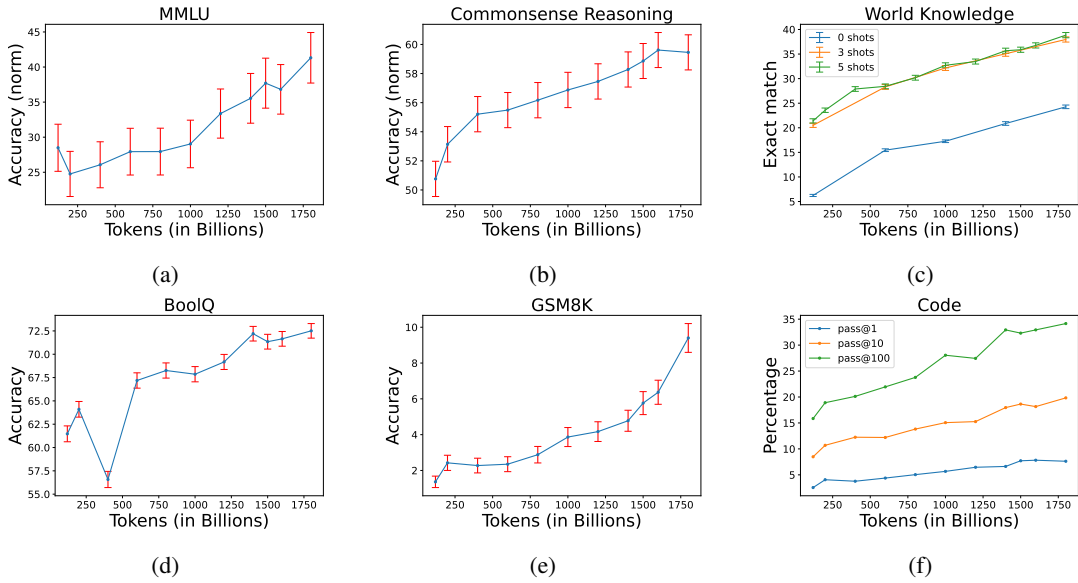 MMLU
Accuracy (norm)
45
40
35
30
25
250 500 750 1000 1250 1500 1750
Tokens (in Billions)
(a)
Commonsense Reasoning
Accuracy (norm)
60
58
56
54
52
50
250 500 750 1000 1250 1500 1750
Tokens (in Billions)
(b)
World Knowledge
Exact match
0 shots
3 shots
5 shots
40
35
30
25
20
15
10
5
250 500 750 1000 1250 1500 1750
Tokens (in Billions)
(c)
BoolQ
Accuracy
72.5
70.0
67.5
65.0
62.5
60.0
57.5
55.0
250 500 750 1000 1250 1500 1750
Tokens (in Billions)
(d)
GSM8K
Accuracy
10
8
6
4
2
250 500 750 1000 1250 1500 1750
Tokens (in Billions)
(e)
Code
Percentage
pass@1
pass@10
pass@100
35
30
25
20
15
10
5
250 500 750 1000 1250 1500 1750
Tokens (in Billions)
(f)